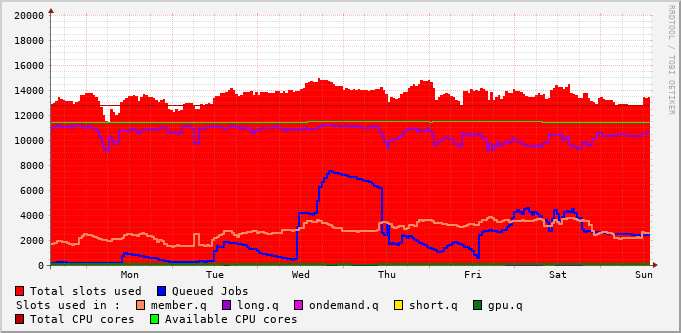 20000
18000
16000
14000
12000
10000
8000
6000
4000
2000
0
Mon Tue Wed Thu Fri Sat Sun
RRDTOOL / TOBI OETIKER
Total slots used Queued Jobs
Slots used in : member.q long.q ondemand.q short.q gpu.q
Total CPU cores Available CPU cores